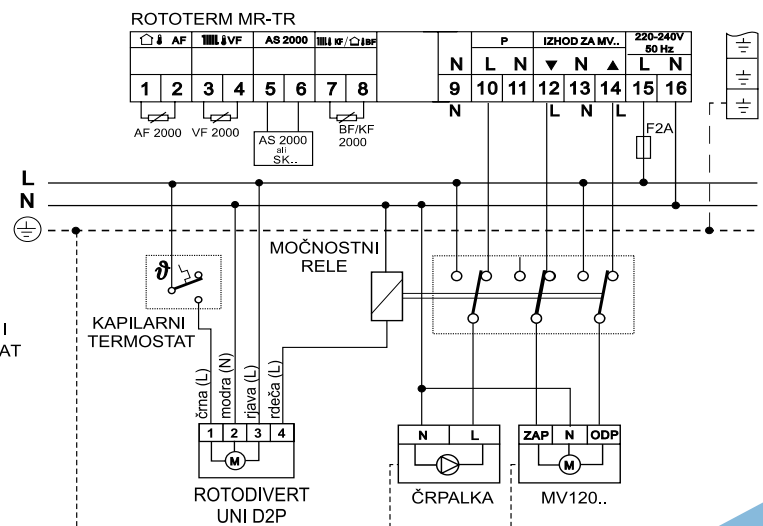 ROTOTERM MR-TR
AF VF AS 2000 KF / BF P IZHOD ZA MV.. 220-240V
50 Hz
N L N ▼ N ▲ L N
1 2 3 4 5 6 7 8 9 10 11 12 13 14 15 16
N L N L
AF 2000 VF 2000 AS 2000
ali
SK..
BF/KF
2000
F2A
L
N
MOČNOSTNI
RELE
ϑ
KAPILARNI
TERMOSTAT
I
AT
črna (L)
modra (N)
rjava (L)
rdeča (L)
1 2 3 4
M
ROTODIVERT
UNI D2P
N L
ČRPALKA
ZAP N ODP
M
MV120..